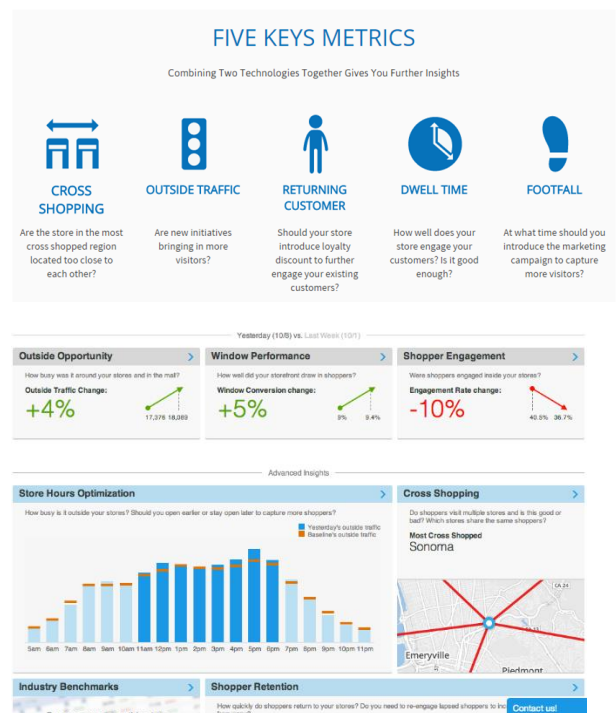 FIVE KEYS METRICS
Combining Two Technologies Together Gives You Further Insights
CROSS
SHOPPING
Are the store in the most
cross shopped region
located too close to
each other?
OUTSIDE TRAFFIC
Are new initiatives
bringing in more
visitors?
RETURNING
CUSTOMER
Should your store
introduce loyalty
discount to further
engage your existing
customers?
DWELL TIME
How well does your
store engage your
customers? Is it good
enough?
FOOTFALL
At what time should you
introduce the marketing
campaign to capture
more visitors?
Yesterday (10/8) vs. Last Week (10/1)
Outside Opportunity
How busy was it around your stores and in the mall?
Outside Traffic Change:
+4%
17,376 18,083
Window Performance
How well did your storefront draw in shoppers?
Window Conversion change:
+5%
9% 9.4%
Shopper Engagement
Were shoppers engaged inside your stores?
Engagement Rate change:
-10%
40.5% 36.7%
Advanced Insights
Store Hours Optimization
How busy is it outside your stores? Should you open earlier or stay open later to capture more shoppers?
Yesterday's outside traffic
Baseline's outside traffic
5am 6am 7am 8am 9am 10am 11am 12pm 1pm 2pm 3pm 4pm 5pm 6pm 7pm 8pm 9pm 10pm 11pm
Cross Shopping
Do shoppers visit multiple stores and is this good or
bad? Which stores share the same shoppers?
Most Cross Shopped
Sonoma
CA 24
Emeryville
Piedmont
Industry Benchmarks
Shopper Retention
How quickly do shoppers return to your stores? Do you need to re-engage lapsed shoppers to
Contact us!